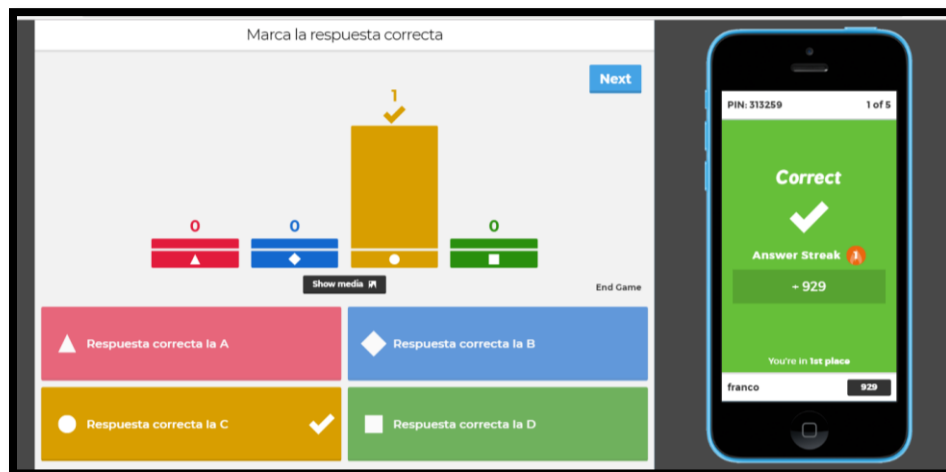 Marca la respuesta correcta
Next
1
0
0
0
Show media
End Game
Respuesta correcta la A
Respuesta correcta la B
Respuesta correcta la C
Respuesta correcta la D
PIN: 313259
1 of 5
Correct
Answer Streak 1
+ 929
You're in 1st place
franco
929